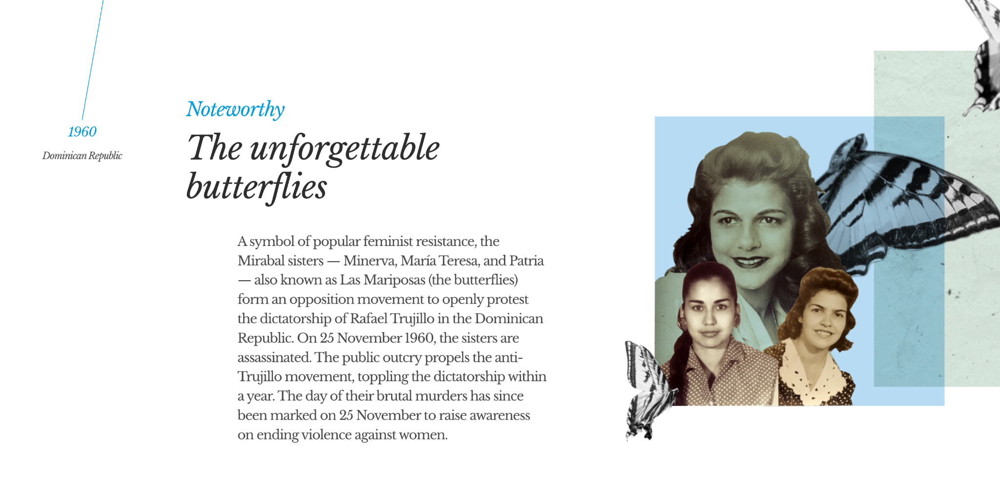 1960
Dominican Republic
Noteworthy
The unforgettable
butterflies
A symbol of popular feminist resistance, the
Mirabal sisters — Minerva, María Teresa, and Patria
— also known as Las Mariposas (the butterflies)
form an opposition movement to openly protest
the dictatorship of Rafael Trujillo in the Dominican
Republic. On 25 November 1960, the sisters are
assassinated. The public outcry propels the anti-
Trujillo movement, toppling the dictatorship within
a year. The day of their brutal murders has since
been marked on 25 November to raise awareness
on ending violence against women.